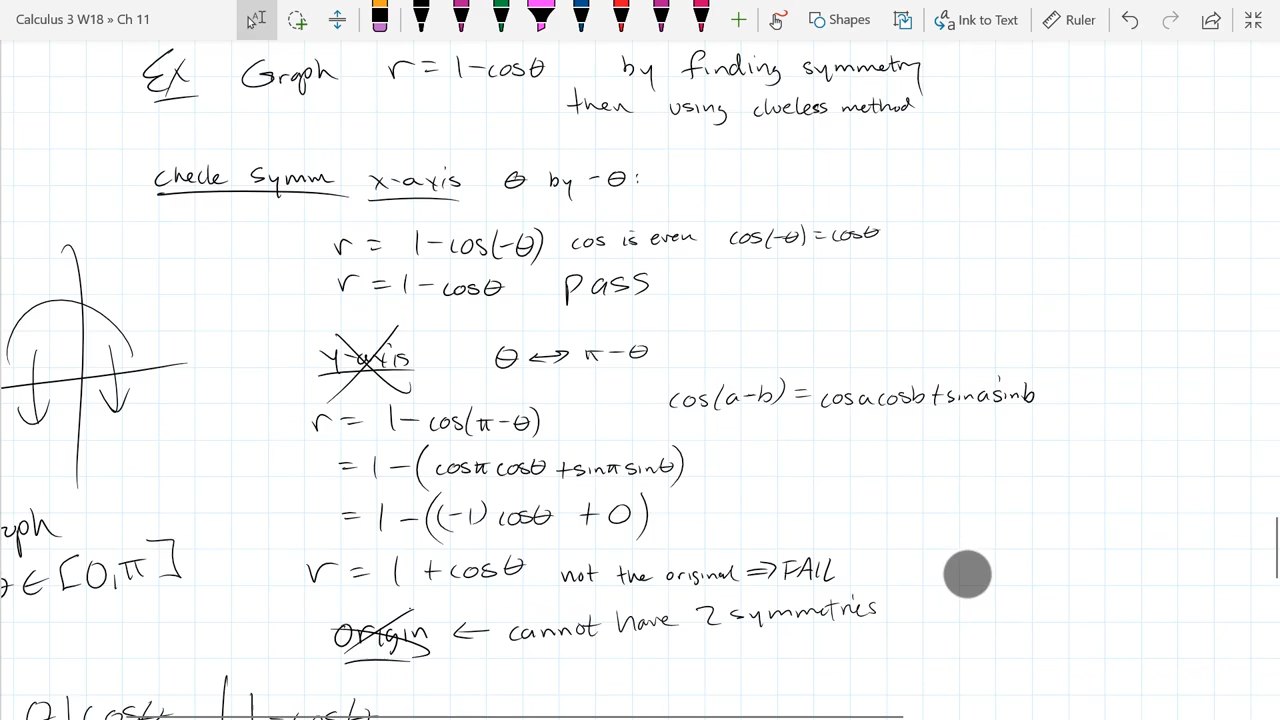 Calculus 3 W18 » Ch 11
Shapes
Ink to Text
Ruler
Ex Graph r = 1-cosθ by finding symmetry
then using clueless method
Check Symm x-axis θ by -θ:
r = 1-cos(-θ) cos is even cos(-θ)=cosθ
r = 1-cosθ Pass
y-axis θ ↔ π-θ
cos(a-b) = cosacosb+sinasinb
r = 1-cos(π-θ)
= 1-(cosπcosθ+sinπsinθ)
= 1-((-1)cosθ + 0)
r = 1+cosθ not the original ⇒ FAIL
origin ← cannot have 2 symmetries
∈ [0,π]
cosθ | 1-cosθ